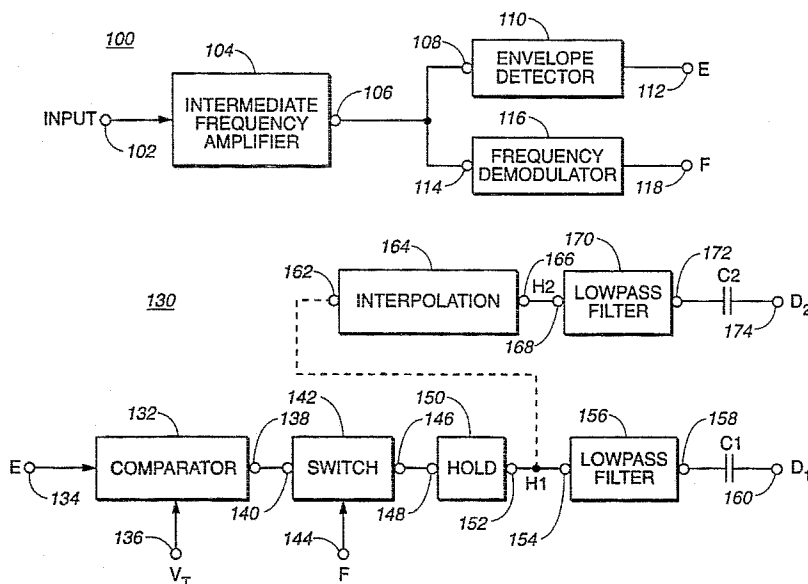 100
104
INTERMEDIATE
FREQUENCY
AMPLIFIER
INPUT
102
106
108
110
ENVELOPE
DETECTOR
112
E
116
FREQUENCY
DEMODULATOR
114
118
F
130
162
164
INTERPOLATION
166
H2
168
170
LOWPASS
FILTER
172
C2
174
D2
132
COMPARATOR
E
134
136
VT
138
140
142
SWITCH
144
F
146
148
150
HOLD
152
H1
154
156
LOWPASS
FILTER
158
C1
160
D1